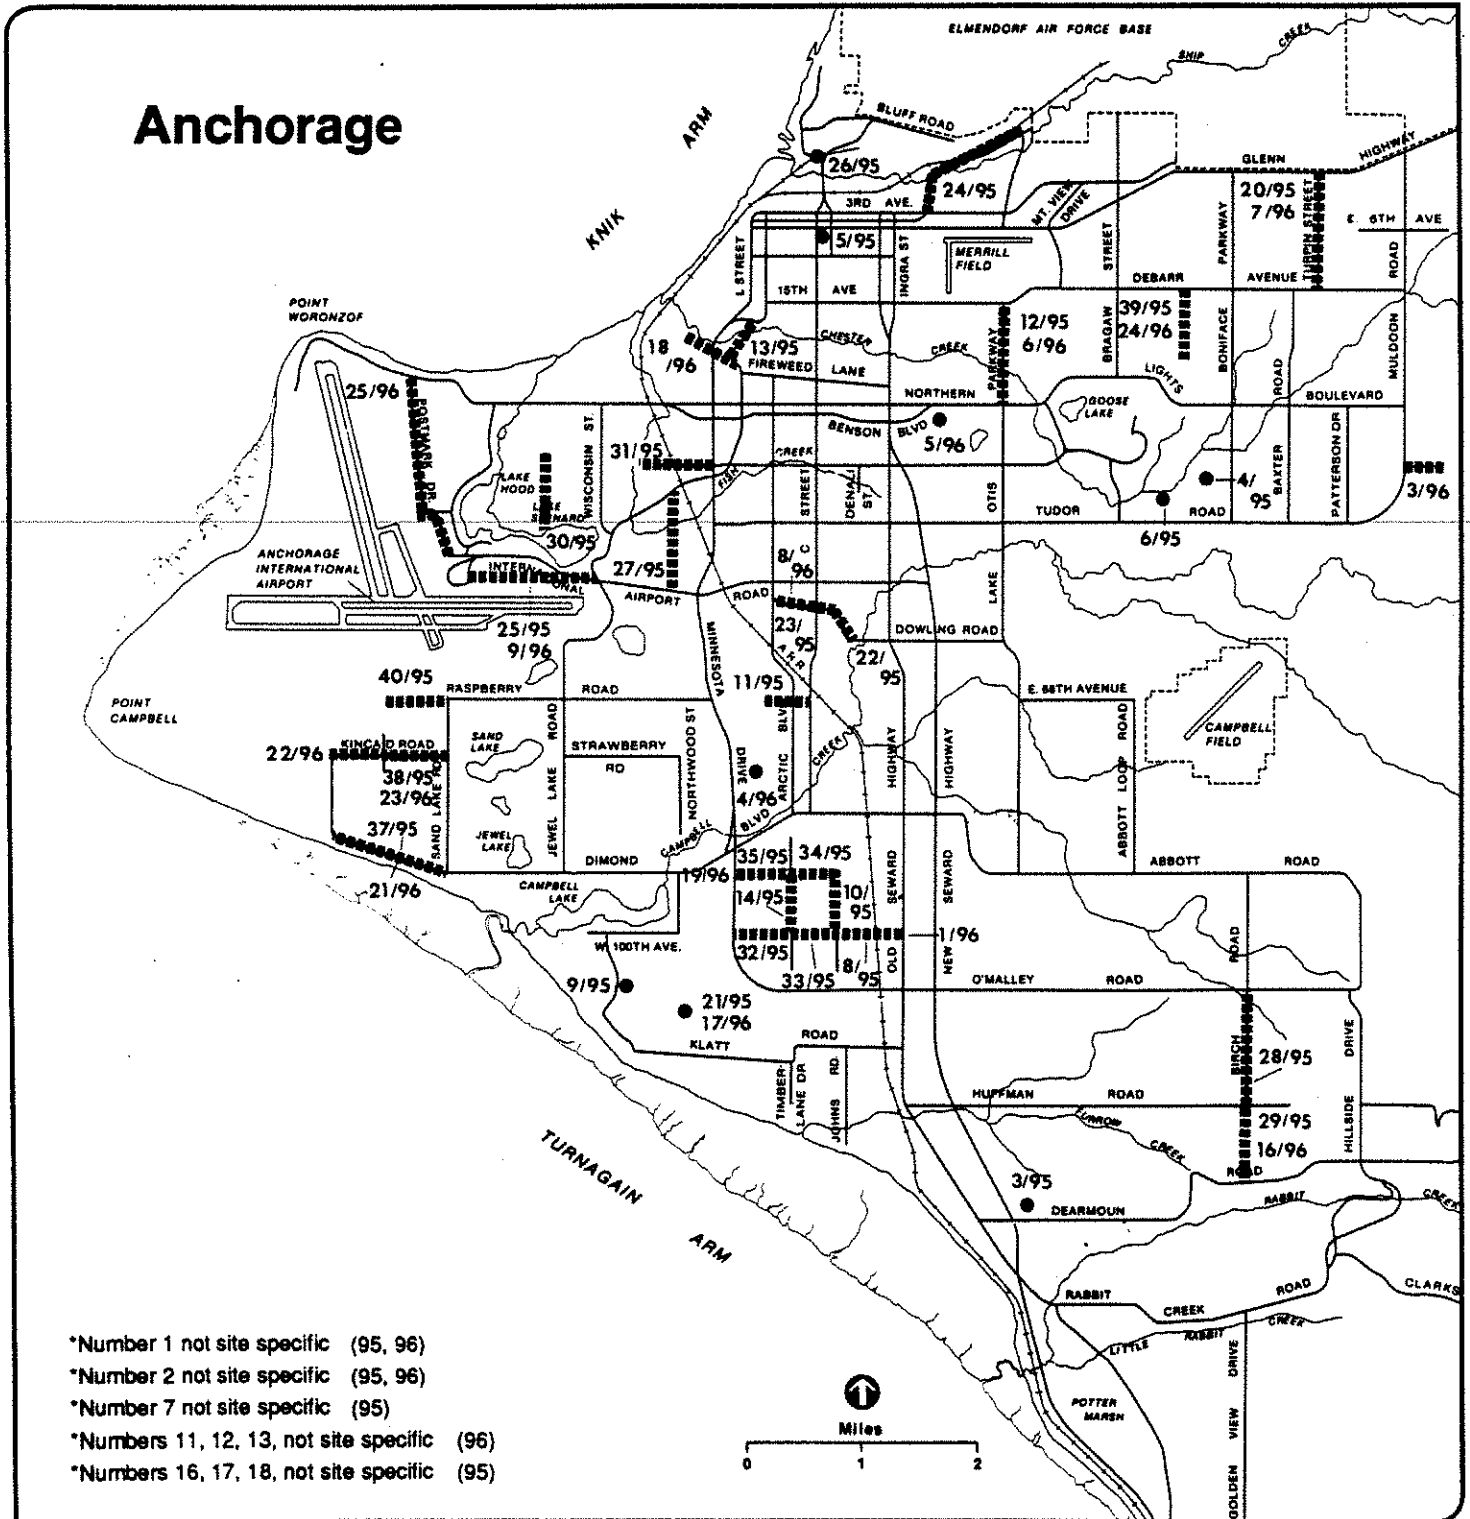 Anchorage
ELMENDORF AIR FORCE BASE
SHIP
CREEK
KNIK
ARM
BLUFF ROAD
26/95
24/95
3RD AVE.
MT. VIEW
DRIVE
GLENN
HIGHWAY
20/95
7/96
TURPIN STREET
E. 6TH AVE
5/95
L STREET
INGRA ST
MERRILL
FIELD
STREET
BRAGAW
PARKWAY
BONIFACE
DEBARR
AVENUE
ROAD
MULDOON
15TH AVE
POINT
WORONZOF
18
/96
13/95
FIREWEED LANE
CHESTER
CREEK
PARKWAY
12/95
6/96
39/95
24/96
LIGHTS
NORTHERN
BOULEVARD
25/96
POSTMARK DR.
WISCONSIN ST.
31/95
BENSON BLVD
5/96
GOOSE
LAKE
ROAD
BAXTER
PATTERSON DR
3/96
LAKE
HOOD
LAKE
SPENARD
FISH
CREEK
STREET
C
DENALI
ST
OTIS
LAKE
4/
95
TUDOR
ROAD
6/95
30/95
27/95
8/
96
ANCHORAGE
INTERNATIONAL
AIRPORT
INTERNATIONAL
AIRPORT
ROAD
25/95
9/96
23/
95
22/
95
DOWLING ROAD
A R R
MINNESOTA
DRIVE
40/95
RASPBERRY
ROAD
11/95
E. 68TH AVENUE
CAMPBELL
FIELD
POINT
CAMPBELL
22/96
KINCAID ROAD
38/95
23/96
SAND LAKE RD
SAND
LAKE
JEWEL LAKE ROAD
STRAWBERRY
RD
NORTHWOOD ST
4/96
ARCTIC BLVD
CREEK
HIGHWAY
HIGHWAY
ABBOTT LOOP ROAD
37/95
21/96
JEWEL
LAKE
DIMOND
CAMPBELL
BLVD
35/95
34/95
19/96
14/95
10/
95
SEWARD
OLD
SEWARD
NEW
ABBOTT
ROAD
CAMPBELL
LAKE
W. 100TH AVE.
32/95
33/95
8/
95
1/96
ROAD
BIRCH
O'MALLEY
ROAD
9/95
21/95
17/96
KLATT
ROAD
TIMBER-
LANE DR
JOHNS RD
28/95
HILLSIDE DRIVE
HUFFMAN
ROAD
FURROW
CREEK
29/95
16/96
TURNAGAIN
ARM
3/95
DEARMOUN
ROAD
RABBIT
CREEK
RABBIT
CREEK
ROAD
CLARKS
LITTLE
RABBIT
CREEK
POTTER
MARSH
GOLDEN VIEW DRIVE
*Number 1 not site specific (95, 96)
*Number 2 not site specific (95, 96)
*Number 7 not site specific (95)
*Numbers 11, 12, 13, not site specific (96)
*Numbers 16, 17, 18, not site specific (95)
Miles
0 1 2